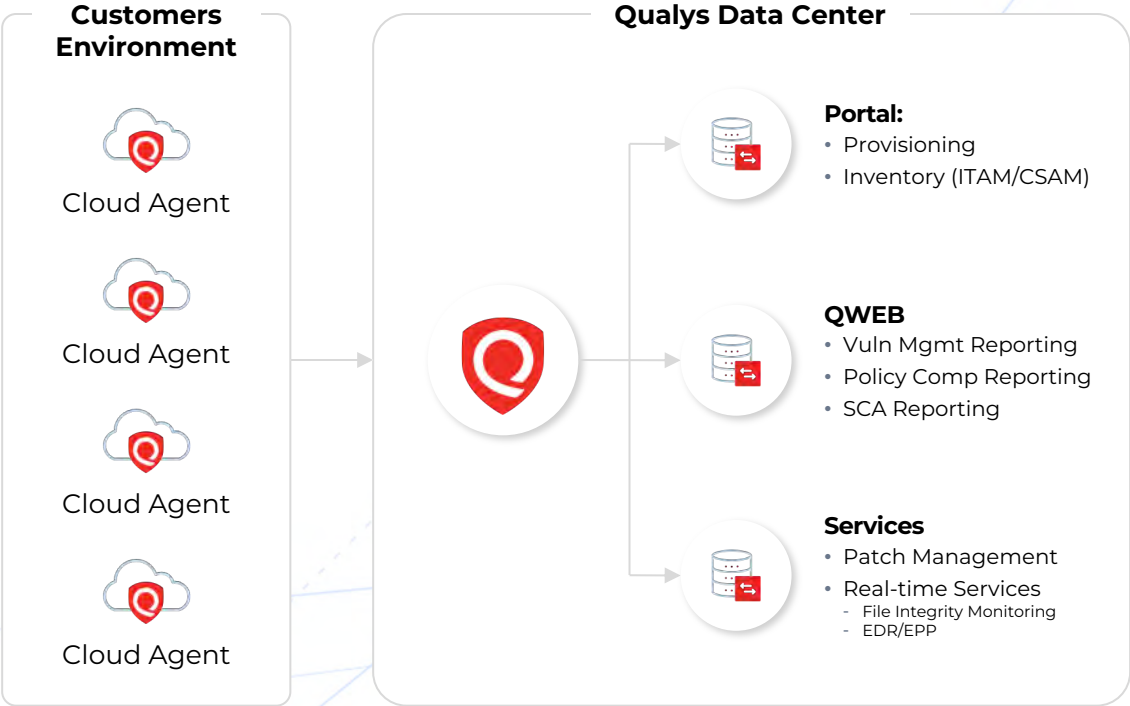 Customers
Environment
Cloud Agent
Cloud Agent
Cloud Agent
Cloud Agent
Qualys Data Center
Portal:
• Provisioning
• Inventory (ITAM/CSAM)
QWEB
• Vuln Mgmt Reporting
• Policy Comp Reporting
• SCA Reporting
Services
• Patch Management
• Real-time Services
- File Integrity Monitoring
- EDR/EPP